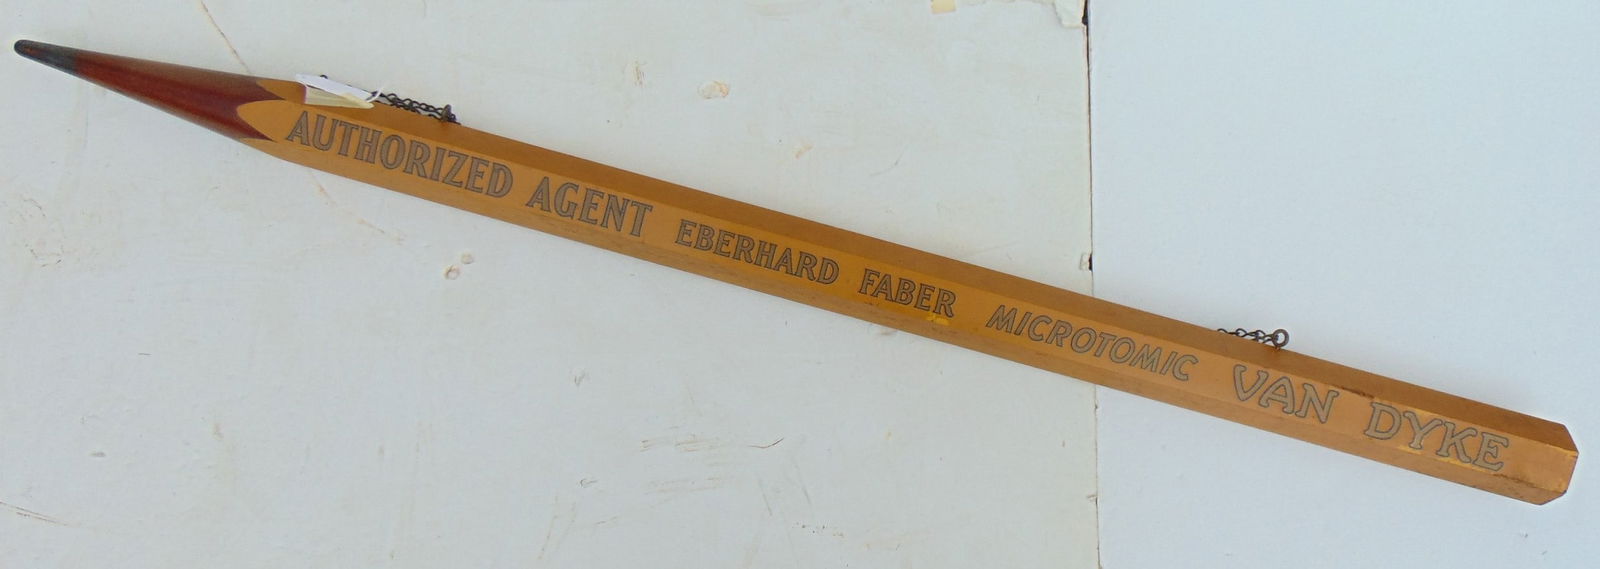 AUTHORIZED AGENT EBERHARD FABER MICROTOMIC VAN DYKE